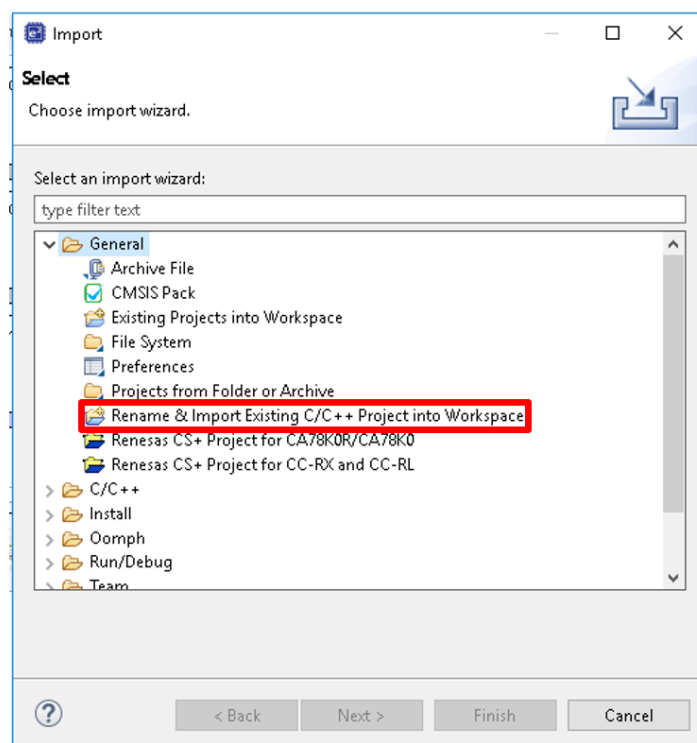 Import
Select
Choose import wizard.
Select an import wizard:
type filter text
General
Archive File
CMSIS Pack
Existing Projects into Workspace
File System
Preferences
Projects from Folder or Archive
Rename & Import Existing C/C++ Project into Workspace
Renesas CS+ Project for CA78K0R/CA78K0
Renesas CS+ Project for CC-RX and CC-RL
C/C++
Install
Oomph
Run/Debug
Team
< Back
Next >
Finish
Cancel